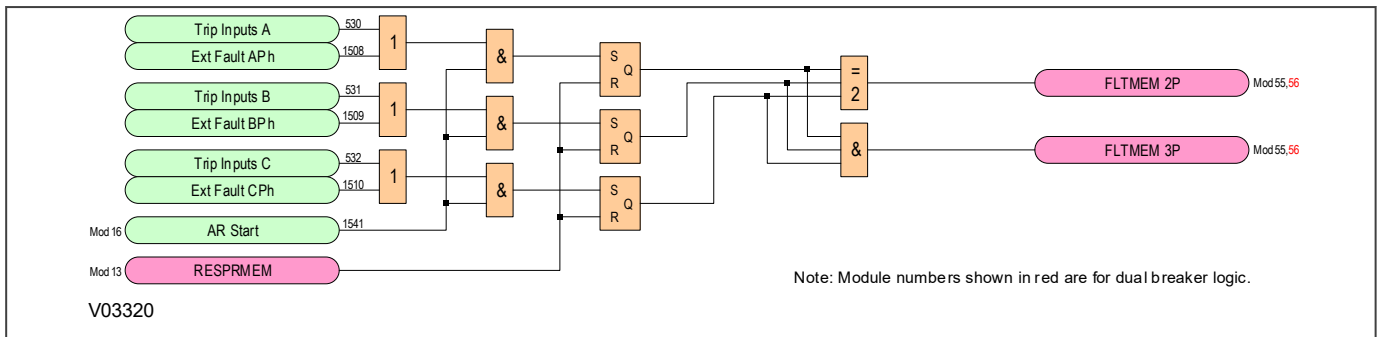 Trip Inputs A 530
Ext Fault APh 1508
1
&
S
Q
R
Trip Inputs B 531
Ext Fault BPh 1509
1
&
S
Q
R
Trip Inputs C 532
Ext Fault CPh 1510
1
&
S
Q
R
Mod 16 AR Start 1541
Mod 13 RESPRMEM
=
2
FLTMEM 2P Mod 55,56
&
FLTMEM 3P Mod 55,56
Note: Module numbers shown in red are for dual breaker logic.
V03320